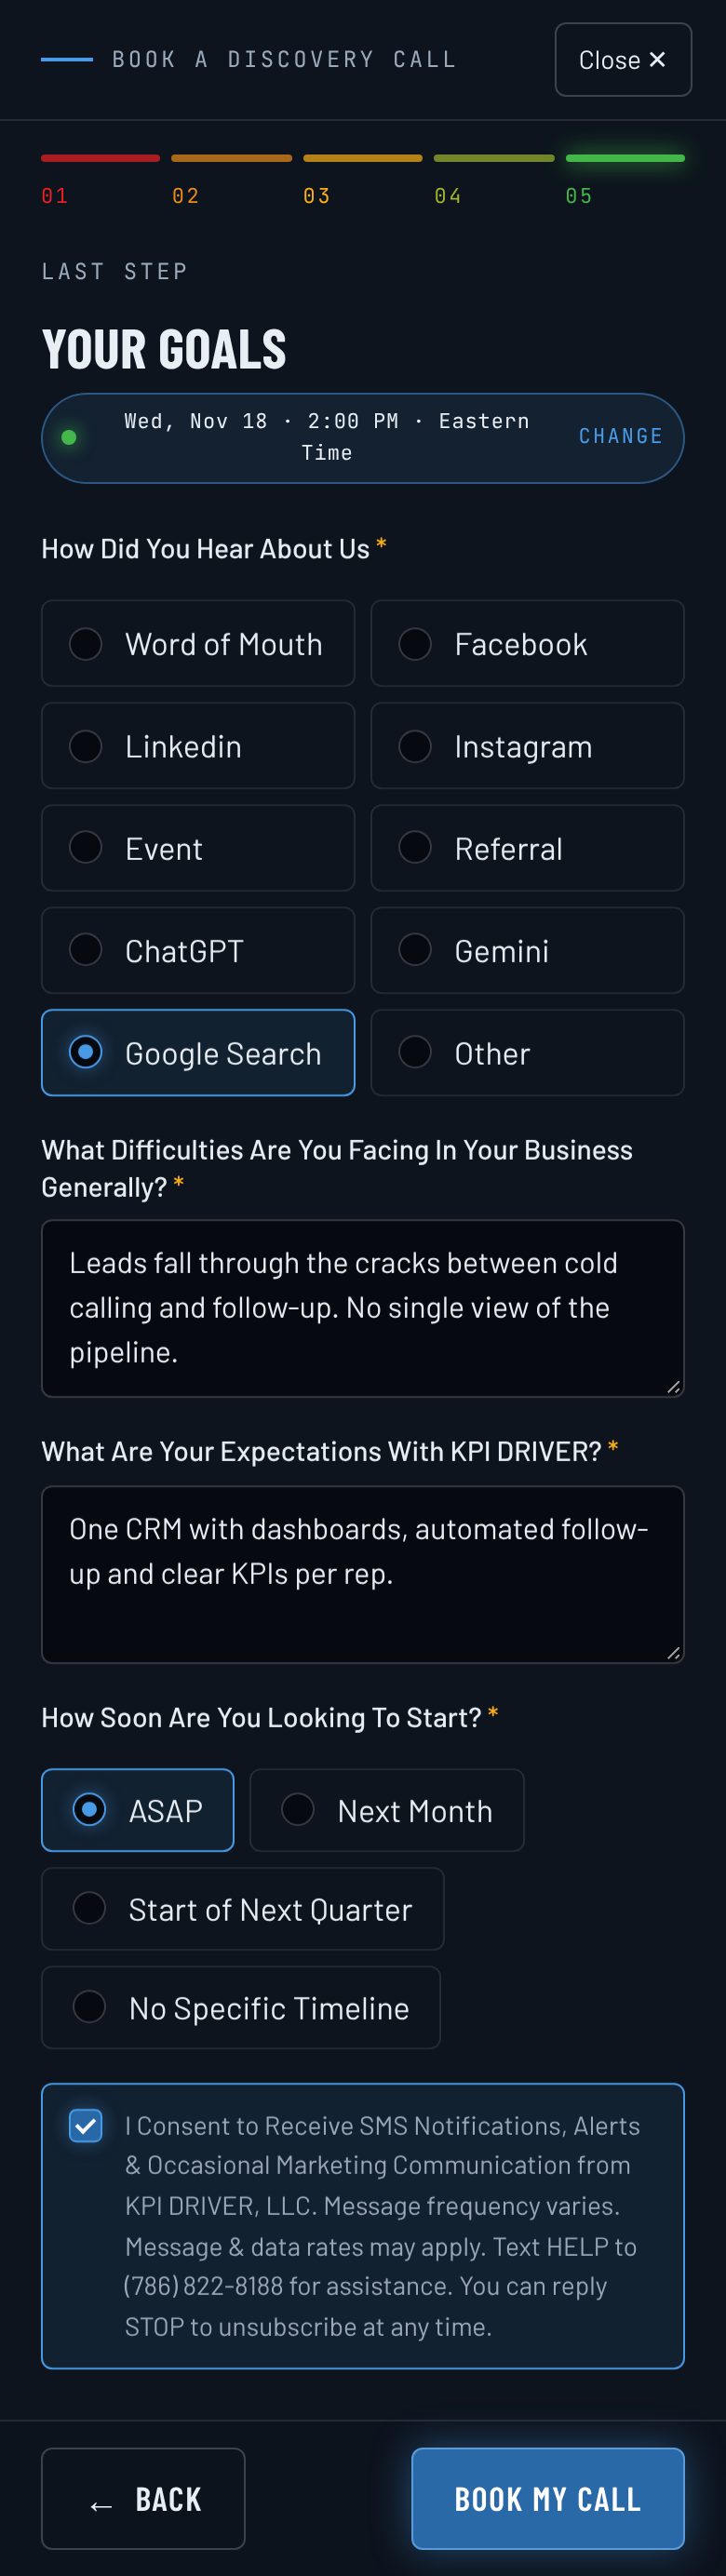 BOOK A DISCOVERY CALL
Close ✕
01 02 03 04 05
LAST STEP
YOUR GOALS
Wed, Nov 18 · 2:00 PM · Eastern
Time
CHANGE
How Did You Hear About Us *
Word of Mouth
Facebook
Linkedin
Instagram
Event
Referral
ChatGPT
Gemini
Google Search
Other
What Difficulties Are You Facing In Your Business
Generally? *
Leads fall through the cracks between cold
calling and follow-up. No single view of the
pipeline.
What Are Your Expectations With KPI DRIVER? *
One CRM with dashboards, automated follow-
up and clear KPIs per rep.
How Soon Are You Looking To Start? *
ASAP
Next Month
Start of Next Quarter
No Specific Timeline
I Consent to Receive SMS Notifications, Alerts
& Occasional Marketing Communication from
KPI DRIVER, LLC. Message frequency varies.
Message & data rates may apply. Text HELP to
(786) 822-8188 for assistance. You can reply
STOP to unsubscribe at any time.
← BACK
BOOK MY CALL